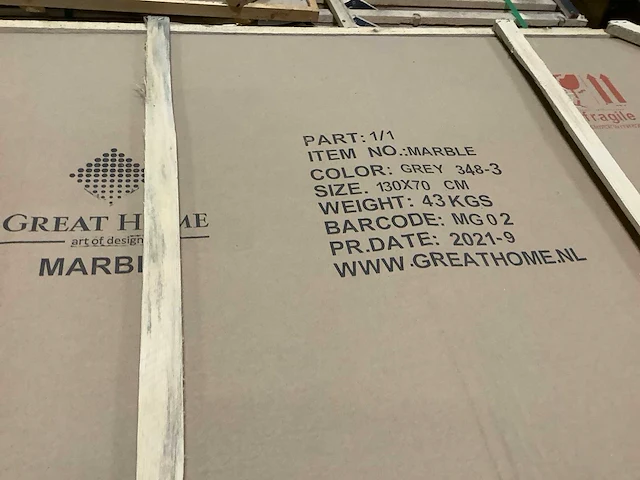 GREAT HOME
art of design
MARBL
PART: 1/1
ITEM NO.:MARBLE
COLOR: GREY 348-3
SIZE. 130X70 CM
WEIGHT: 43 KGS
BARCODE: MG02
PR.DATE: 2021-9
WWW.GREATHOME.NL
fragile